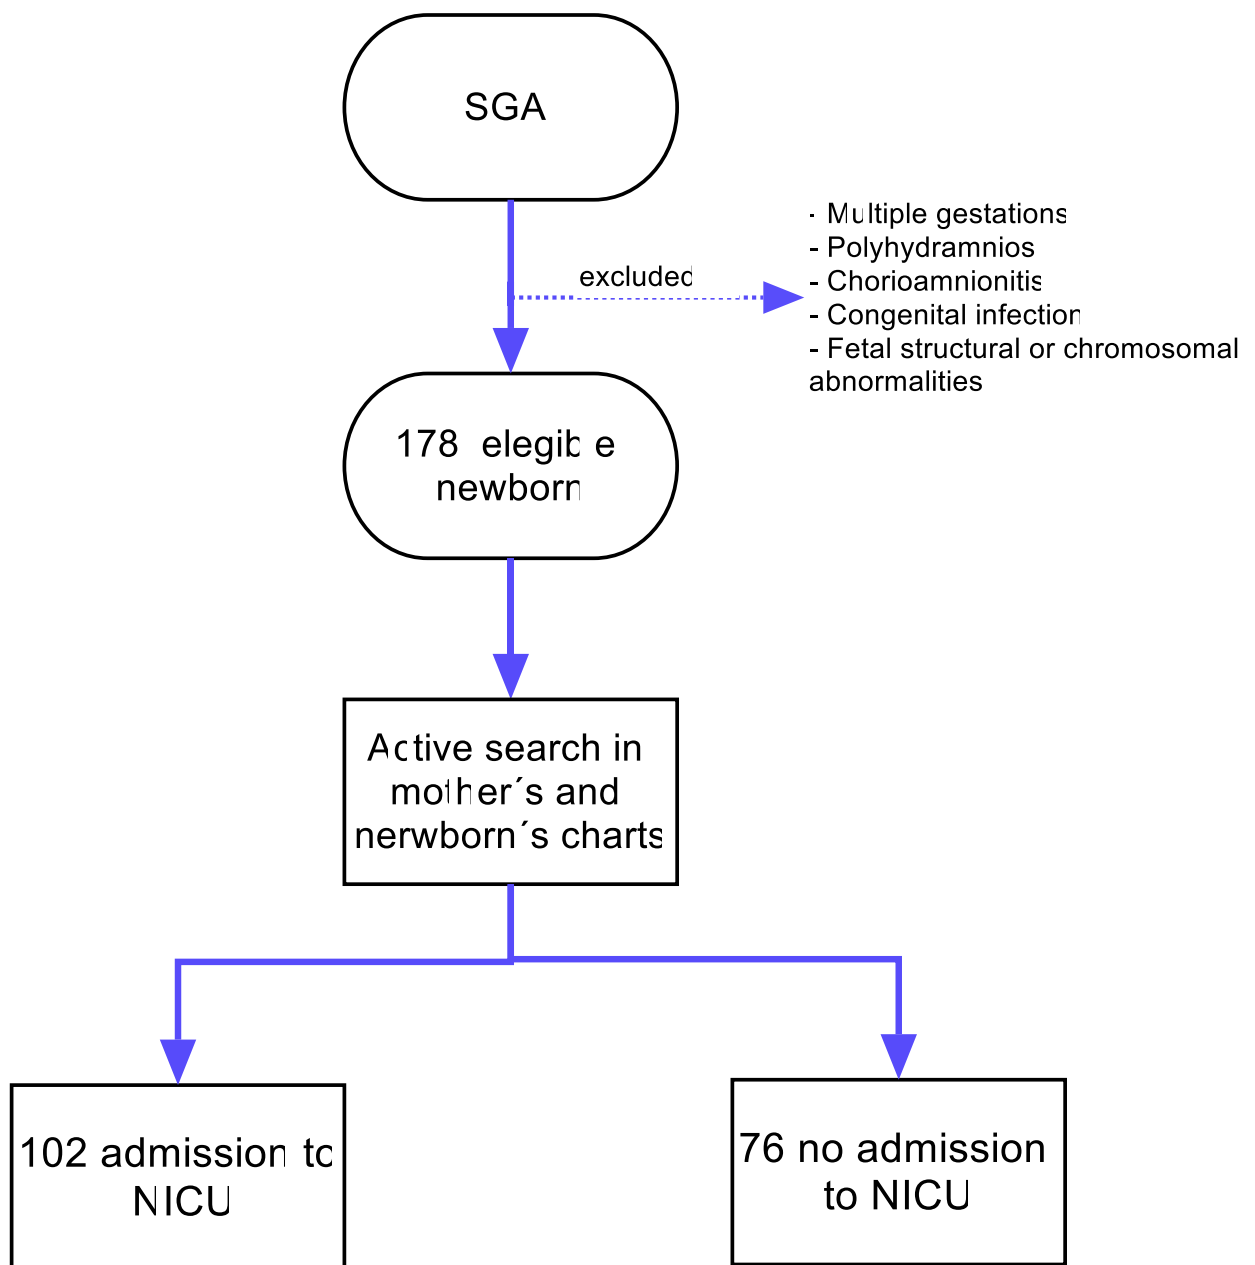 SGA
excluded
- Multiple gestations
- Polyhydramnios
- Chorioamnionitis
- Congenital infection
- Fetal structural or chromosomal
abnormalities
178 elegible
newborn
Active search in
mother´s and
nerwborn´s charts
102 admission to
NICU
76 no admission
to NICU